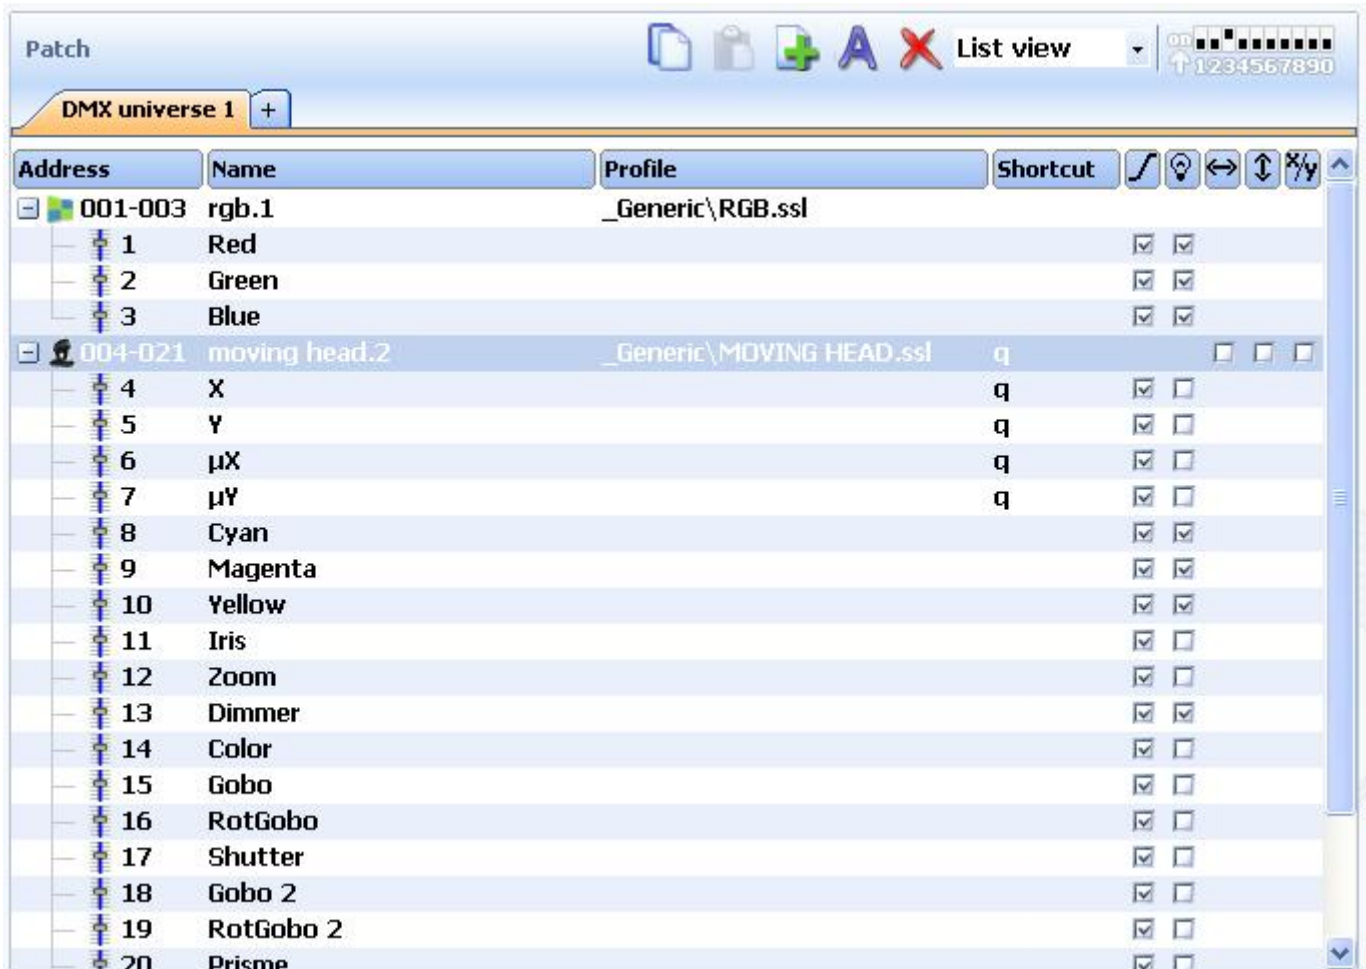 Patch
List view
on
1234567890
DMX universe 1 +
Address Name Profile Shortcut x/y
001-003 rgb.1 _Generic\RGB.ssl
1 Red
2 Green
3 Blue
004-021 moving head.2 _Generic\MOVING HEAD.ssl q
4 X q
5 Y q
6 µX q
7 µY q
8 Cyan
9 Magenta
10 Yellow
11 Iris
12 Zoom
13 Dimmer
14 Color
15 Gobo
16 RotGobo
17 Shutter
18 Gobo 2
19 RotGobo 2
20 Prisme